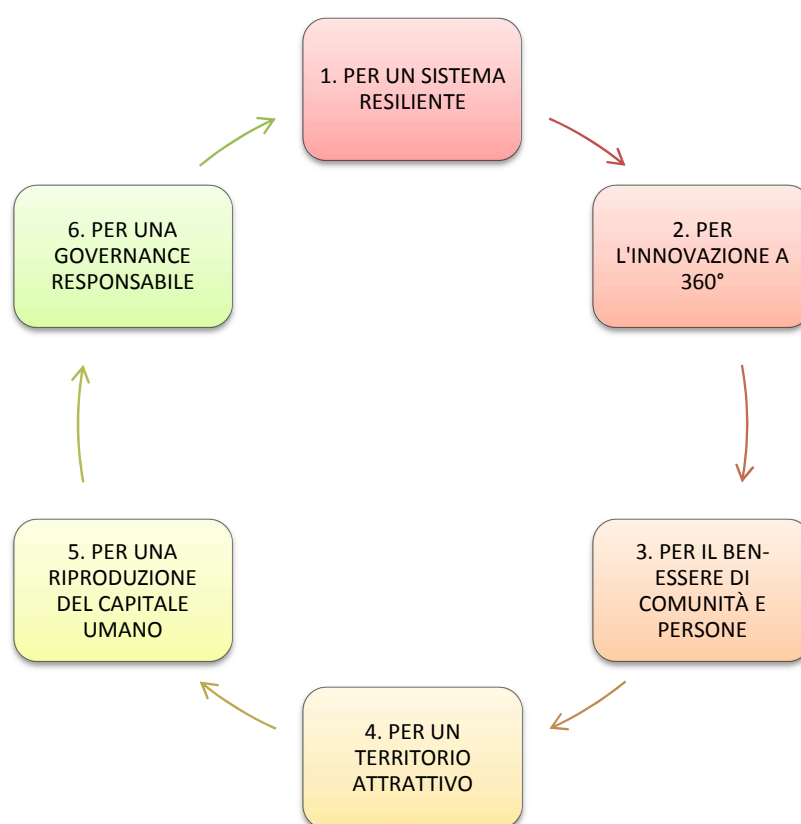 1. PER UN SISTEMA
RESILIENTE
2. PER
L'INNOVAZIONE A
360°
3. PER IL BEN-
ESSERE DI
COMUNITÀ E
PERSONE
4. PER UN
TERRITORIO
ATTRATTIVO
5. PER UNA
RIPRODUZIONE
DEL CAPITALE
UMANO
6. PER UNA
GOVERNANCE
RESPONSABILE